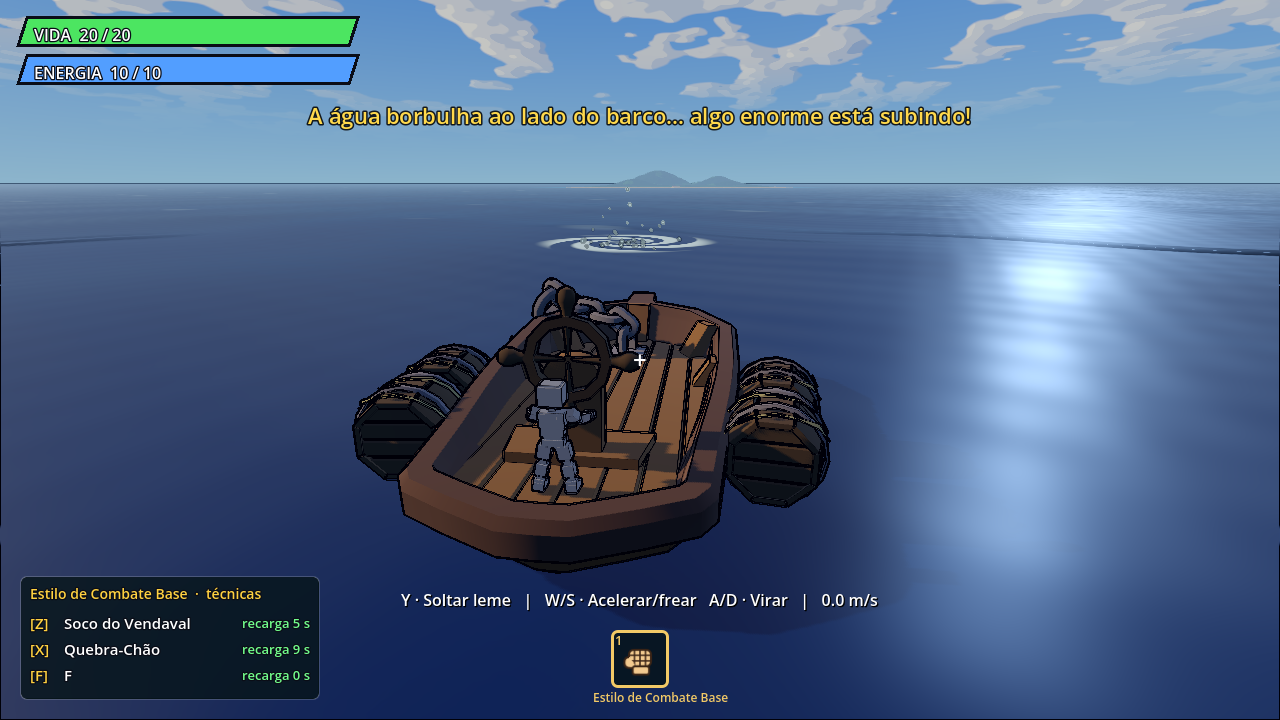 VIDA 20 / 20
ENERGIA 10 / 10
A água borbulha ao lado do barco... algo enorme está subindo!
Estilo de Combate Base · técnicas
[Z] Soco do Vendaval recarga 5 s
[X] Quebra-Chão recarga 9 s
[F] F recarga 0 s
Y · Soltar leme | W/S · Acelerar/frear A/D · Virar | 0.0 m/s
1
Estilo de Combate Base